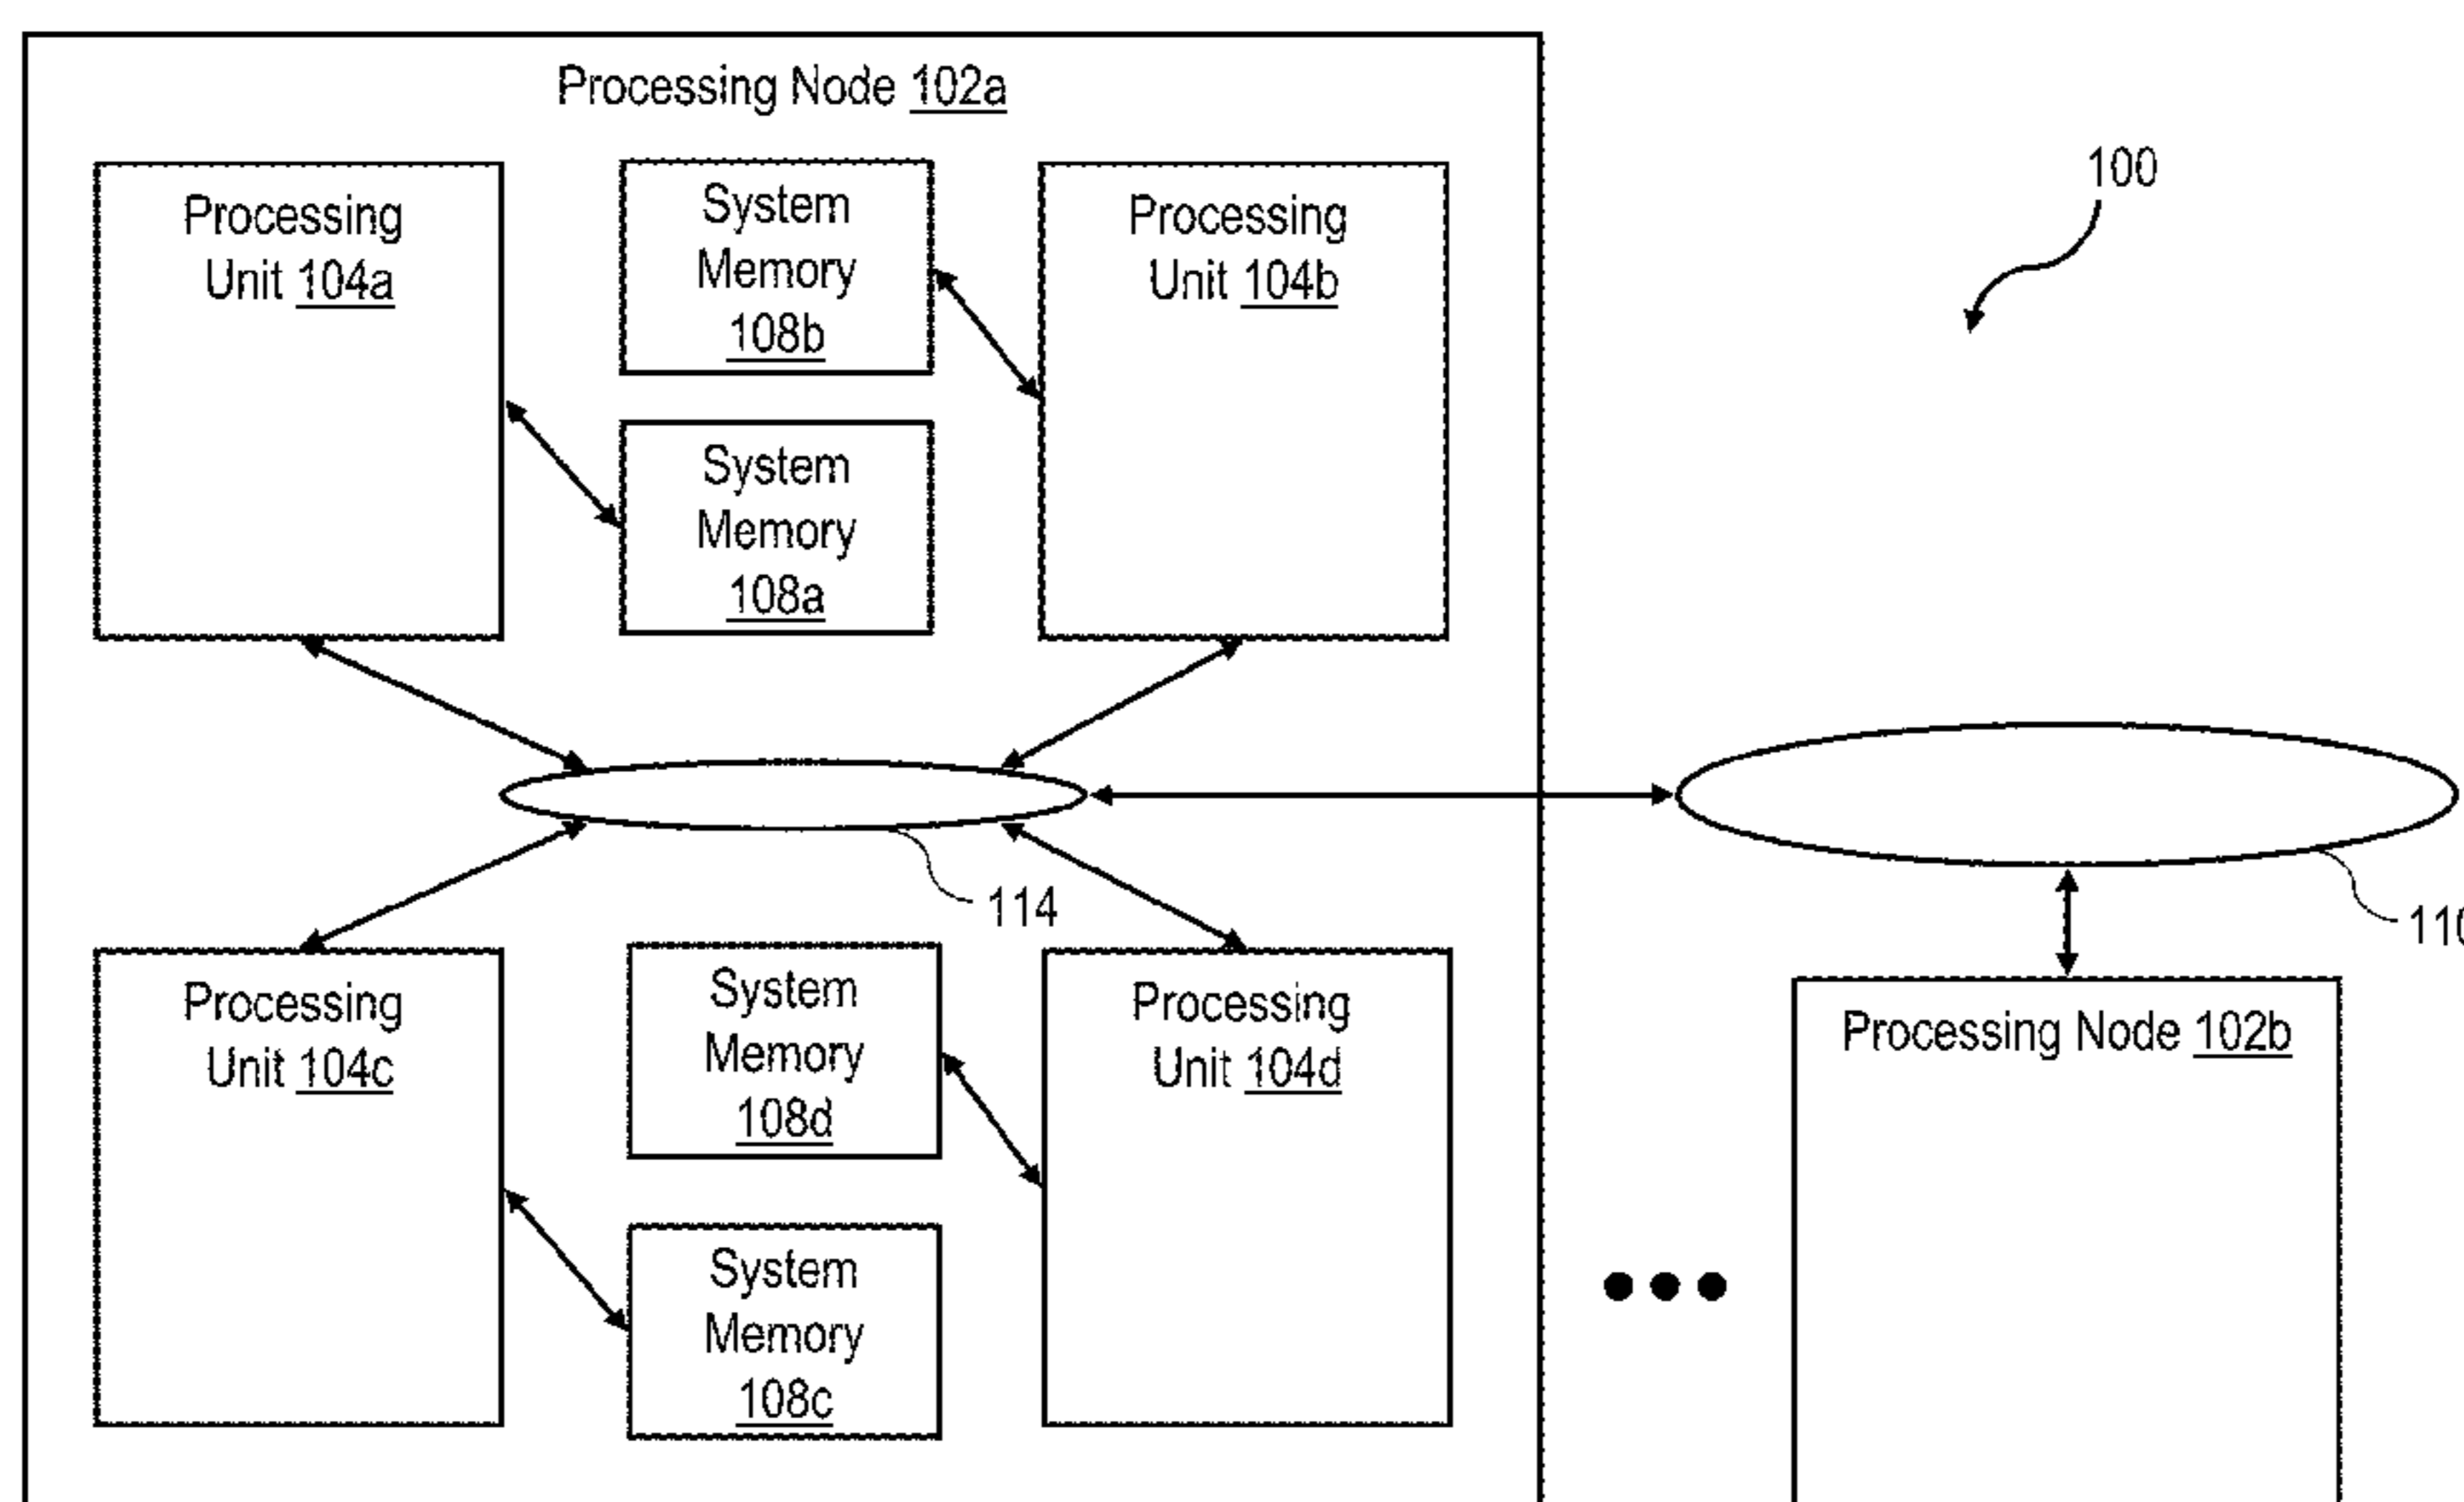 Processing Node 102a
Processing
Unit 104a
System
Memory
108b
Processing
Unit 104b
100
System
Memory
108a
114
110
Processing
Unit 104c
System
Memory
108d
Processing
Unit 104d
Processing Node 102b
System
Memory
108c